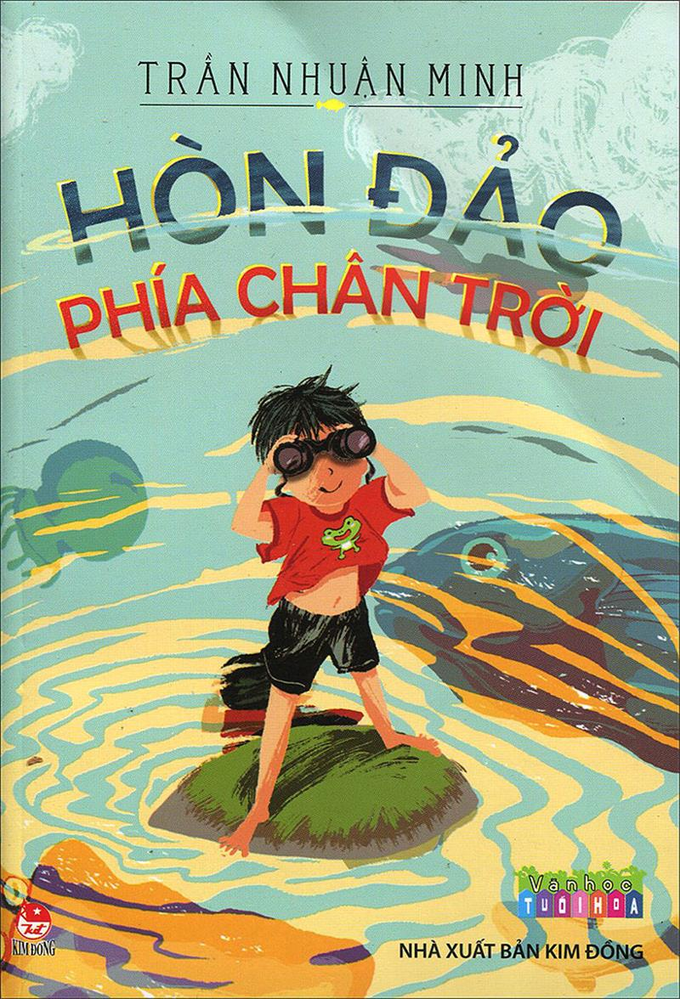 TRẦN NHUẬN MINH
HÒN ĐẢO
PHÍA CHÂN TRỜI
Văn học
TUỔI HOA
KIM ĐỒNG
NHÀ XUẤT BẢN KIM ĐỒNG